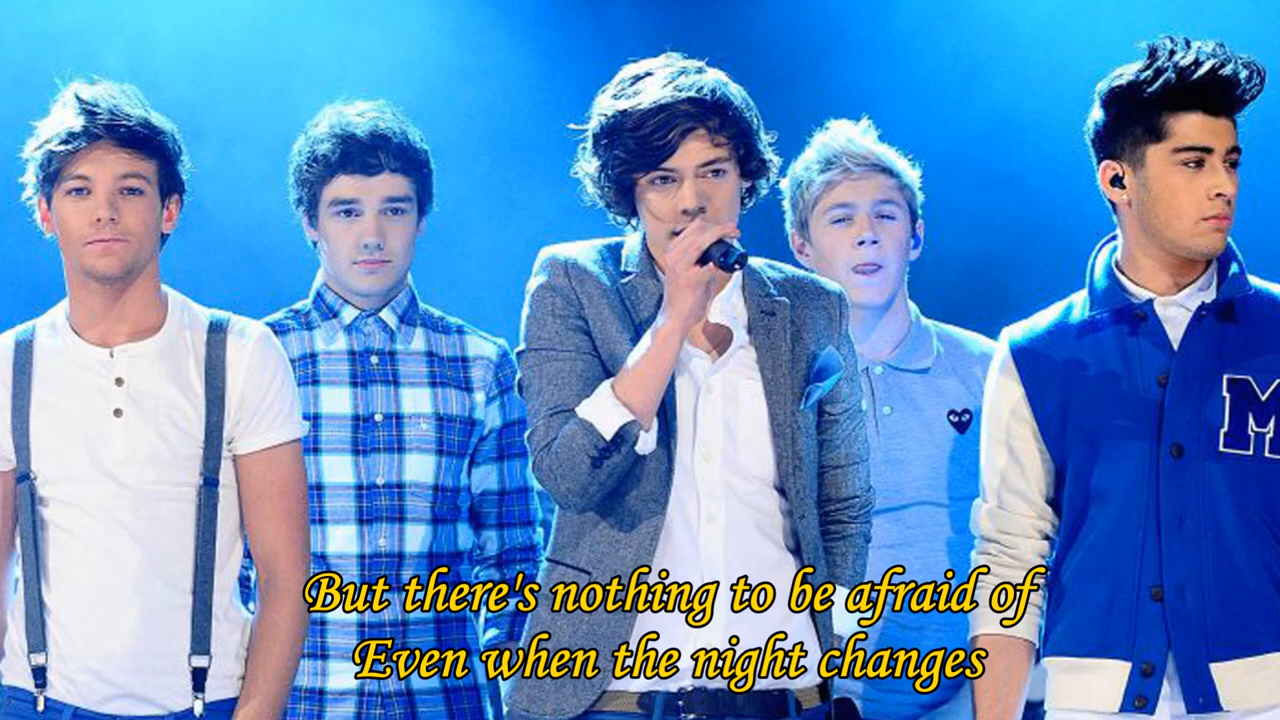 M
But there's nothing to be afraid of
Even when the night changes